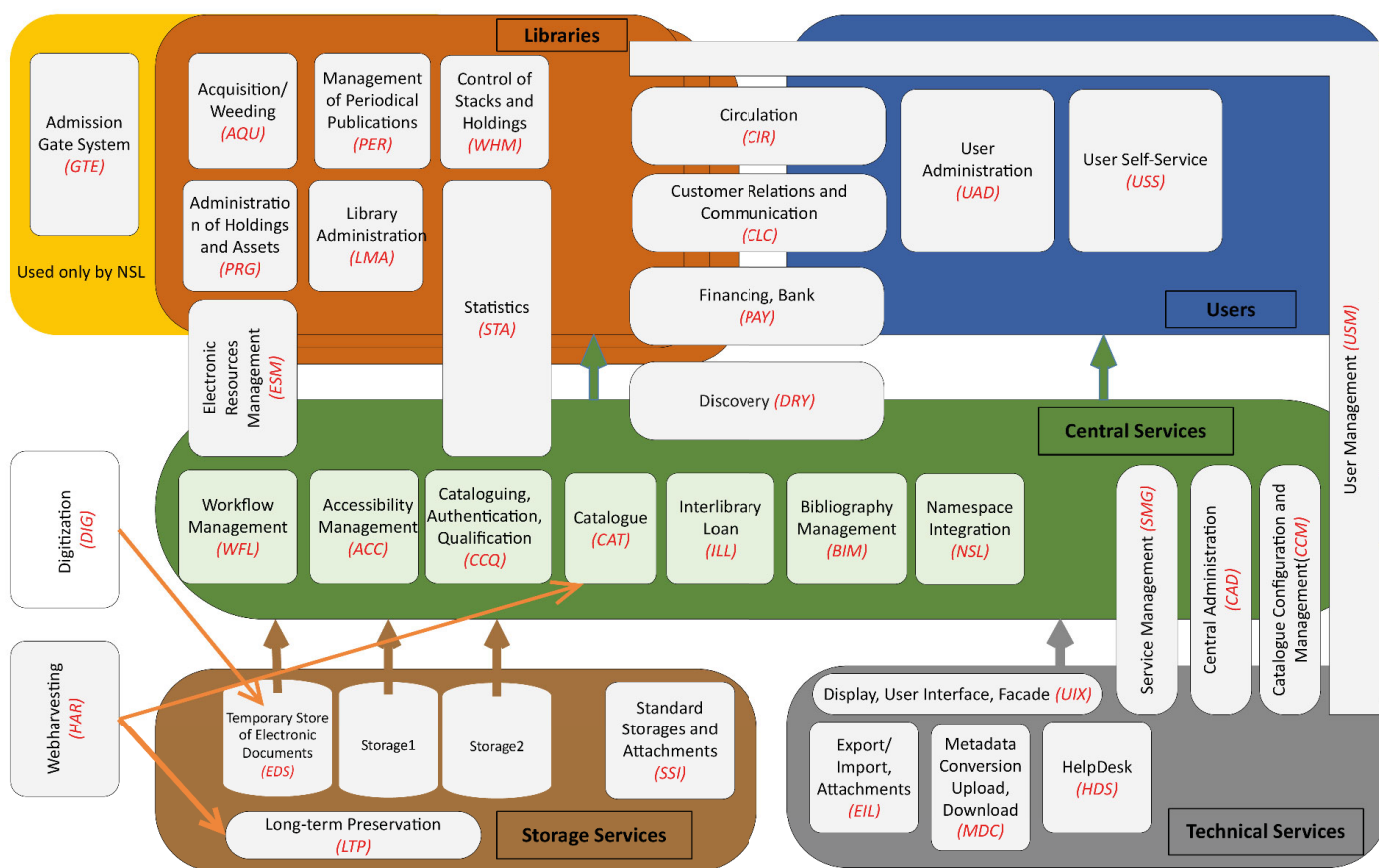 Libraries
Admission
Gate System
(GTE)
Used only by NSL
Acquisition/
Weeding
(AQU)
Management
of Periodical
Publications
(PER)
Control of
Stacks and
Holdings
(WHM)
Administratio
n of Holdings
and Assets
(PRG)
Library
Administration
(LMA)
Statistics
(STA)
Electronic
Resources
Management
(ESM)
Circulation
(CIR)
Customer Relations and
Communication
(CLC)
Financing, Bank
(PAY)
Discovery (DRY)
User
Administration
(UAD)
User Self-Service
(USS)
Users
User Management (USM)
Central Services
Workflow
Management
(WFL)
Accessibility
Management
(ACC)
Cataloguing,
Authentication,
Qualification
(CCQ)
Catalogue
(CAT)
Interlibrary
Loan
(ILL)
Bibliography
Management
(BIM)
Namespace
Integration
(NSL)
Service Management (SMG)
Central Administration
(CAD)
Catalogue Configuration and
Management(CCM)
Digitization
(DIG)
Webharvesting
(HAR)
Temporary Store
of Electronic
Documents
(EDS)
Storage1
Storage2
Standard
Storages and
Attachments
(SSI)
Long-term Preservation
(LTP)
Storage Services
Display, User Interface, Facade (UIX)
Export/
Import,
Attachments
(EIL)
Metadata
Conversion
Upload,
Download
(MDC)
HelpDesk
(HDS)
Technical Services